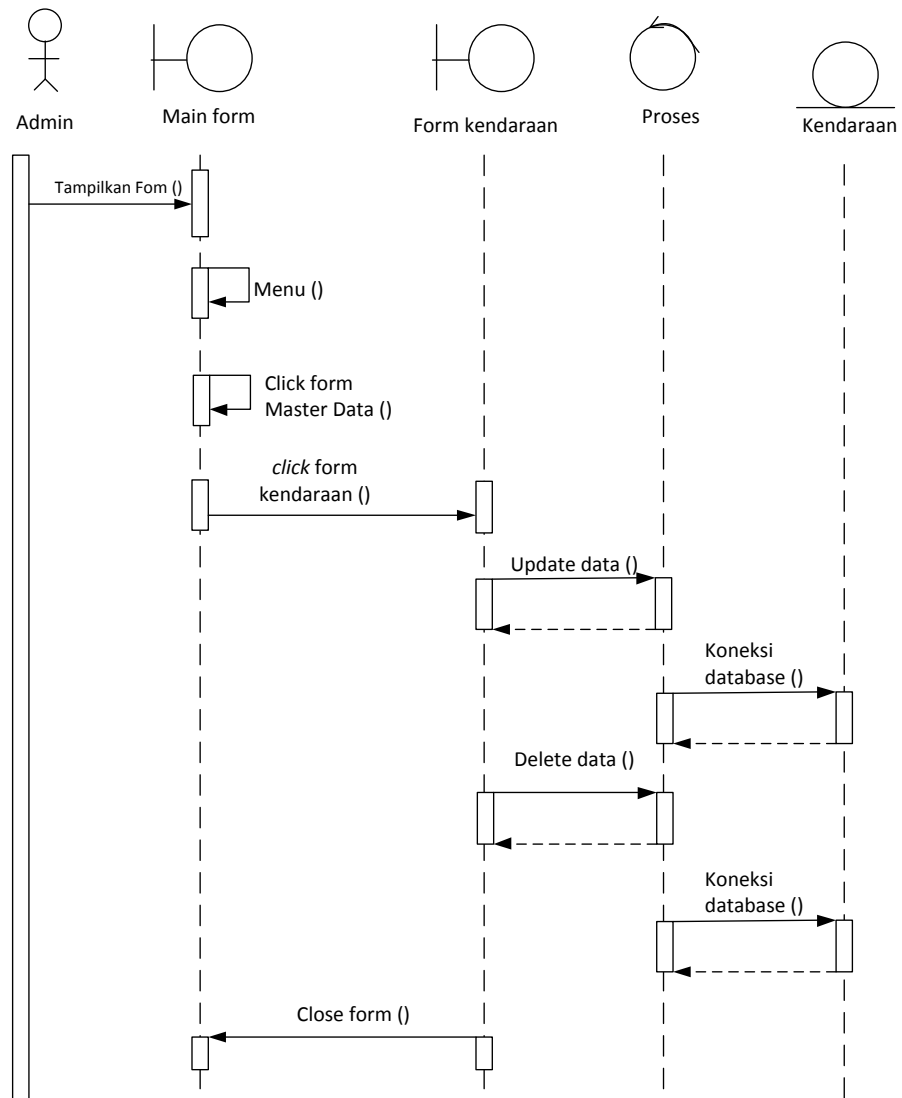 Admin
Main form
Form kendaraan
Proses
Kendaraan
Tampilkan Fom ()
Menu ()
Click form
Master Data ()
click form
kendaraan ()
Update data ()
Koneksi
database ()
Delete data ()
Koneksi
database ()
Close form ()